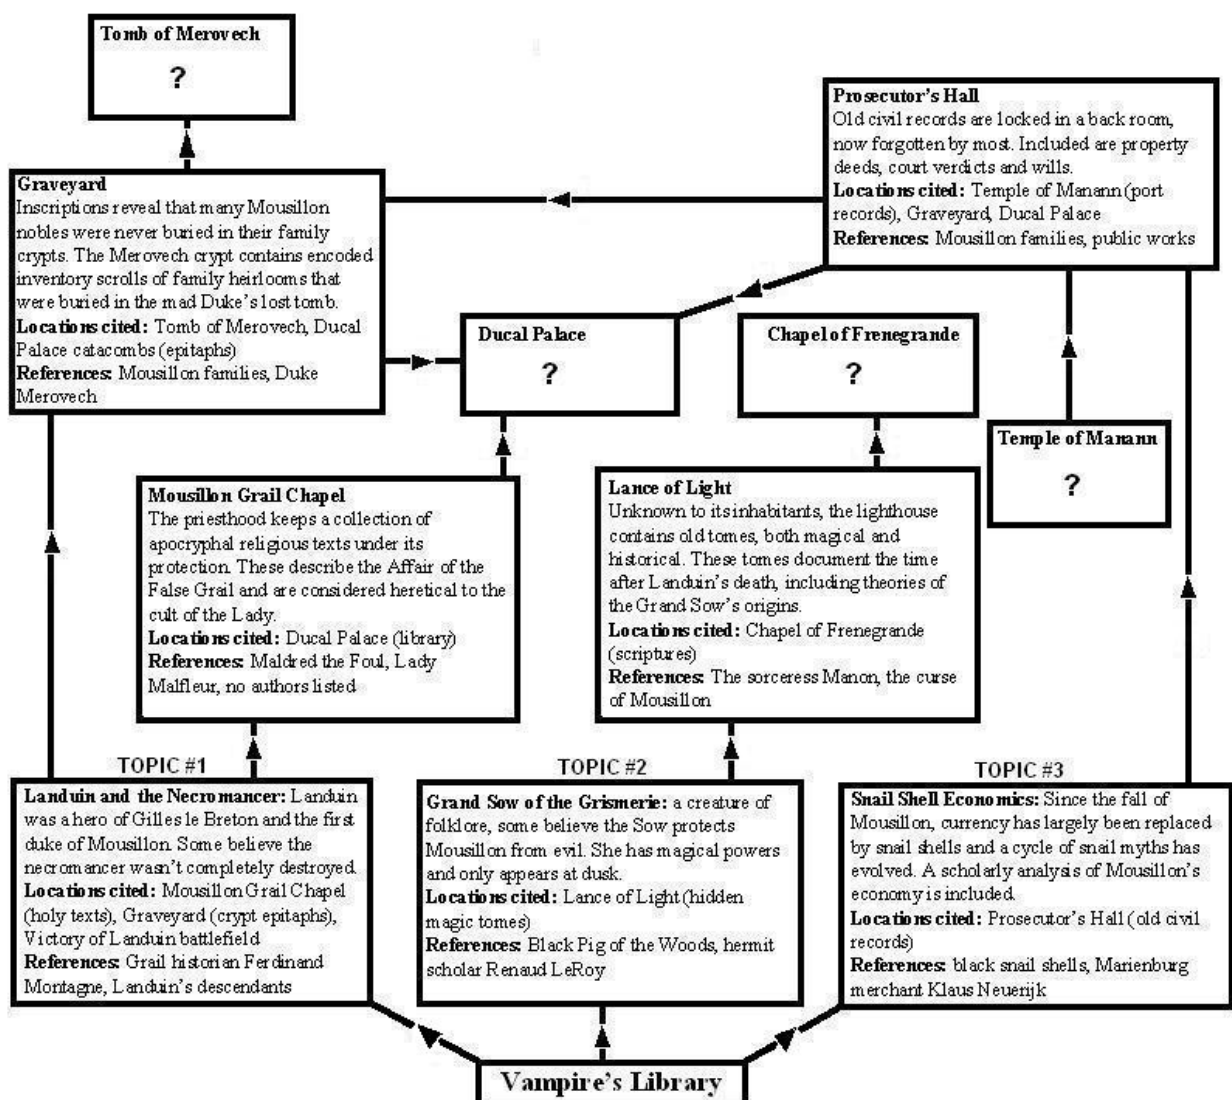 Tomb of Merovech
?
Prosecutor's Hall
Old civil records are locked in a back room,
now forgotten by most. Included are property
deeds, court verdicts and wills.
Locations cited: Temple of Manann (port
records), Graveyard, Ducal Palace
References: Mousillon families, public works
Graveyard
Inscriptions reveal that many Mousillon
nobles were never buried in their family
crypts. The Merovech crypt contains encoded
inventory scrolls of family heirlooms that
were buried in the mad Duke's lost tomb.
Locations cited: Tomb of Merovech, Ducal
Palace catacombs (epitaphs)
References: Mousillon families, Duke
Merovech
Ducal Palace
?
Chapel of Frenegrande
?
Temple of Manann
?
Mousillon Grail Chapel
The priesthood keeps a collection of
apocryphal religious texts under its
protection. These describe the Affair of the
False Grail and are considered heretical to the
cult of the Lady.
Locations cited: Ducal Palace (library)
References: Maldred the Foul, Lady
Malfleur, no authors listed
Lance of Light
Unknown to its inhabitants, the lighthouse
contains old tomes, both magical and
historical. These tomes document the time
after Landuin's death, including theories of
the Grand Sow's origins.
Locations cited: Chapel of Frenegrande
(scriptures)
References: The sorceress Manon, the curse
of Mousillon
TOPIC #1
Landuin and the Necromancer: Landuin
was a hero of Gilles le Breton and the first
duke of Mousillon. Some believe the
necromancer wasn't completely destroyed.
Locations cited: Mousillon Grail Chapel
(holy texts), Graveyard (crypt epitaphs),
Victory of Landuin battlefield
References: Grail historian Ferdinand
Montagne, Landuin's descendants
TOPIC #2
Grand Sow of the Grismerie: a creature of
folklore, some believe the Sow protects
Mousillon from evil. She has magical powers
and only appears at dusk.
Locations cited: Lance of Light (hidden
magic tomes)
References: Black Pig of the Woods, hermit
scholar Renaud LeRoy
TOPIC #3
Snail Shell Economics: Since the fall of
Mousillon, currency has largely been replaced
by snail shells and a cycle of snail myths has
evolved. A scholarly analysis of Mousillon's
economy is included.
Locations cited: Prosecutor's Hall (old civil
records)
References: black snail shells, Marienburg
merchant Klaus Neuerijk
Vampire's Library